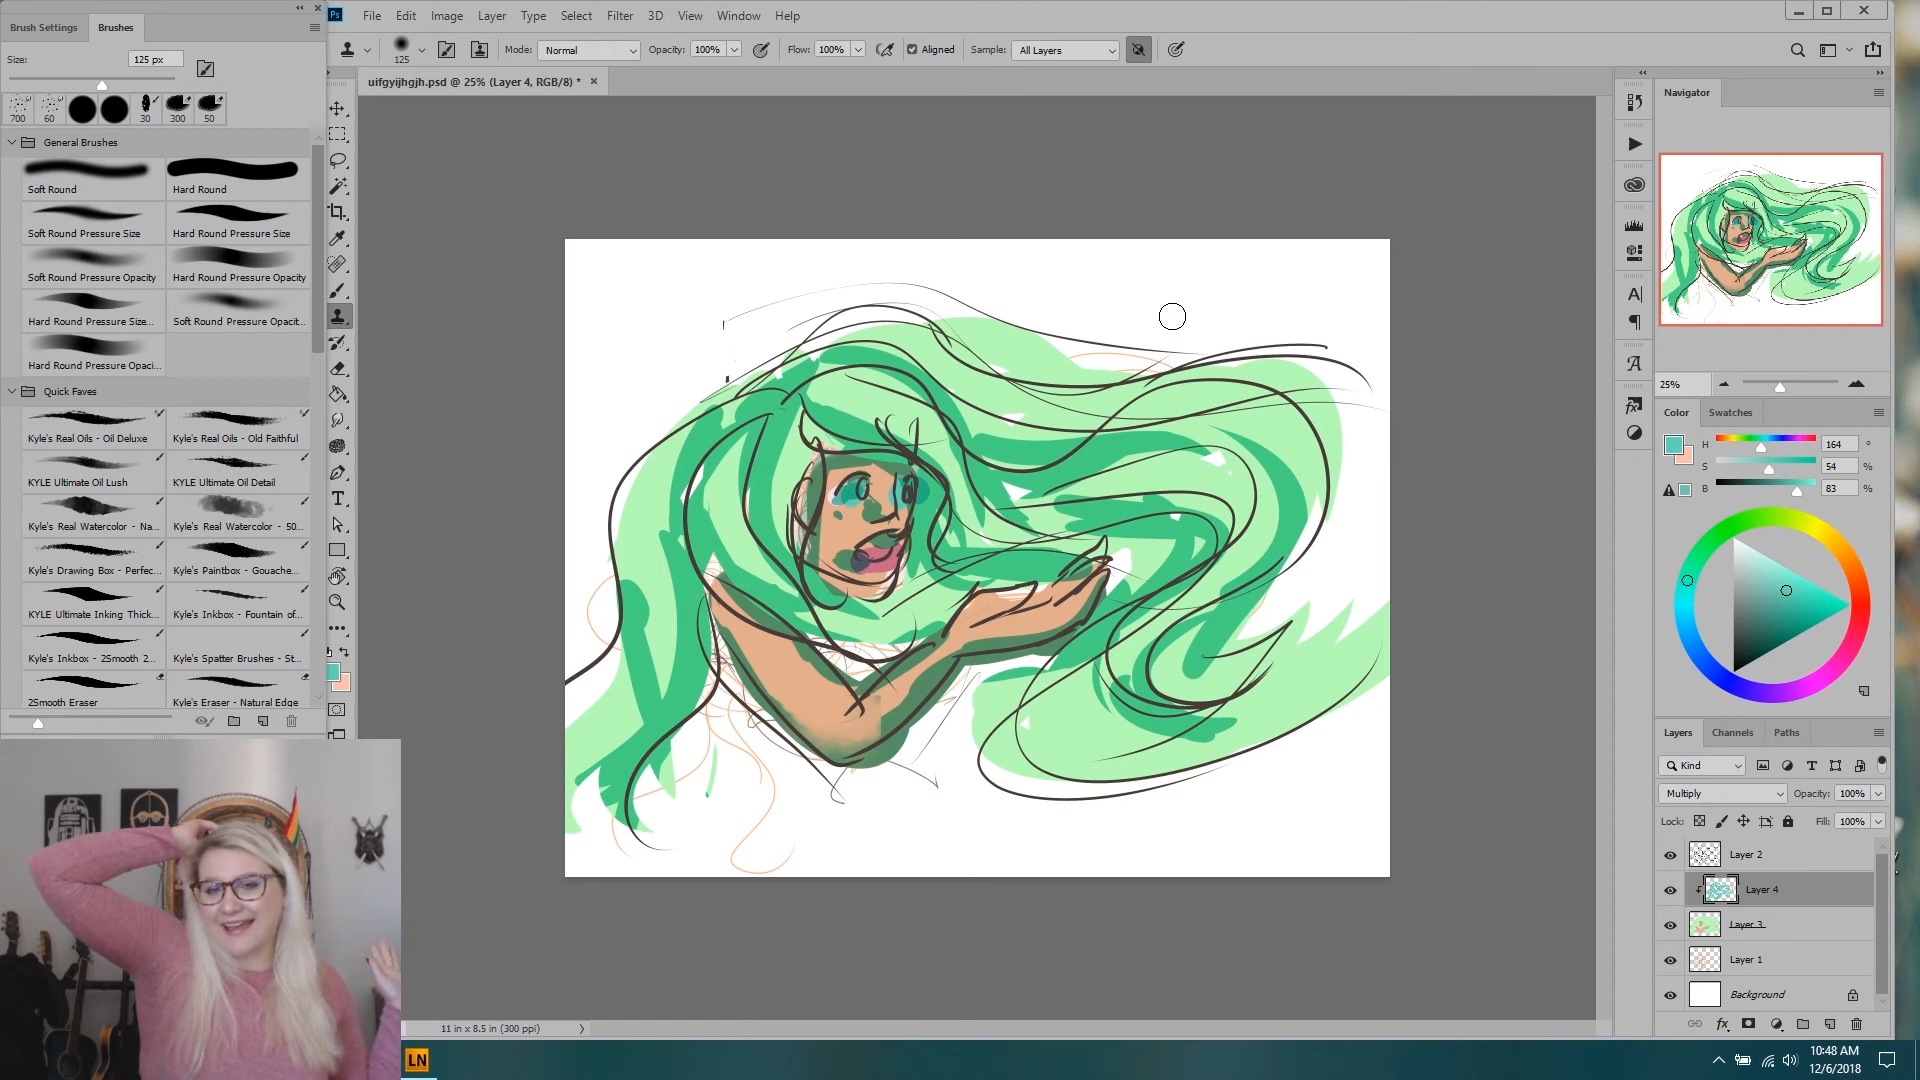 Brush Settings
Brushes
Ps
File Edit Image Layer Type Select Filter 3D View Window Help
Size:
125 px
125
Mode: Normal
Opacity: 100%
Flow: 100%
Aligned
Sample: All Layers
uifgyijhgjh.psd @ 25% (Layer 4, RGB/8) *
700 60 30 300 50
General Brushes
Soft Round
Hard Round
Soft Round Pressure Size
Hard Round Pressure Size
Soft Round Pressure Opacity
Hard Round Pressure Opacity
Hard Round Pressure Size...
Soft Round Pressure Opacit...
Hard Round Pressure Opaci...
Quick Faves
Kyle's Real Oils - Oil Deluxe
Kyle's Real Oils - Old Faithful
KYLE Ultimate Oil Lush
KYLE Ultimate Oil Detail
Kyle's Real Watercolor - Na...
Kyle's Real Watercolor - 50...
Kyle's Drawing Box - Perfec...
Kyle's Paintbox - Gouache...
KYLE Ultimate Inking Thick...
Kyle's Inkbox - Fountain of...
Kyle's Inkbox - 2Smooth 2...
Kyle's Spatter Brushes - St...
2Smooth Eraser
Kyle's Eraser - Natural Edge
Navigator
25%
Color
Swatches
H 164 °
S 54 %
B 83 %
Layers
Channels
Paths
Kind
Multiply
Opacity: 100%
Lock:
Fill: 100%
Layer 2
Layer 4
Layer 3
Layer 1
Background
11 in x 8.5 in (300 ppi)
LN
10:48 AM
12/6/2018